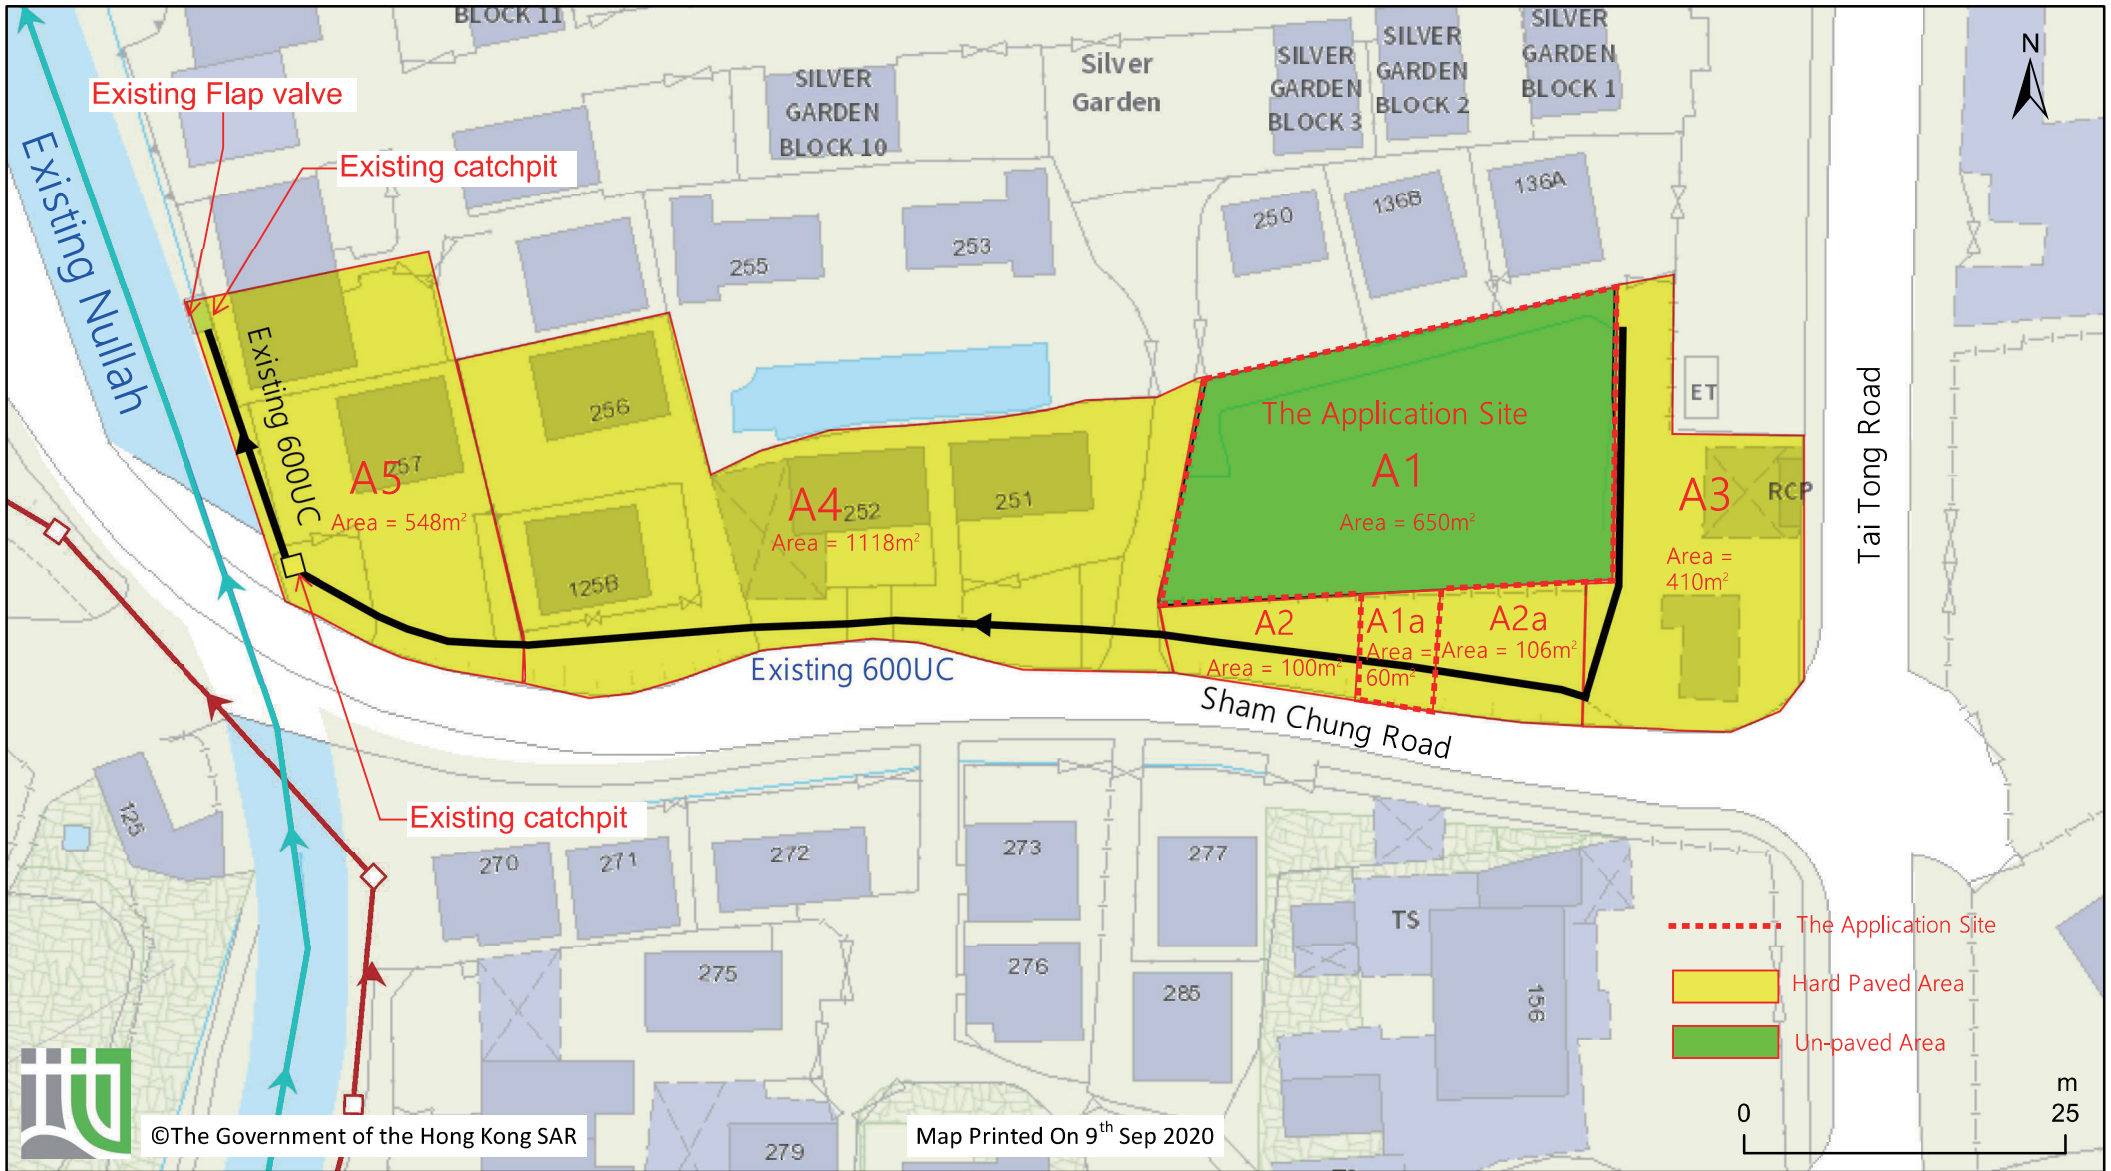 BLOCK 11
Existing Flap valve
Existing catchpit
Existing Nullah
Existing 600UC
SILVER
GARDEN
BLOCK 10
Silver
Garden
SILVER
GARDEN
BLOCK 3
SILVER
GARDEN
BLOCK 2
SILVER
GARDEN
BLOCK 1
N
255
253
250
136B
136A
256
257
A5
Area = 548m²
125B
A4
252
Area = 1118m²
251
The Application Site
A1
Area = 650m²
ET
A3
RCP
Area =
410m²
Tai Tong Road
A2
Area = 100m²
A1a
Area =
60m²
A2a
Area = 106m²
Existing 600UC
Sham Chung Road
Existing catchpit
125
270
271
272
273
277
275
276
285
TS
156
279
The Application Site
Hard Paved Area
Un-paved Area
m
0 25
©The Government of the Hong Kong SAR
Map Printed On 9th Sep 2020